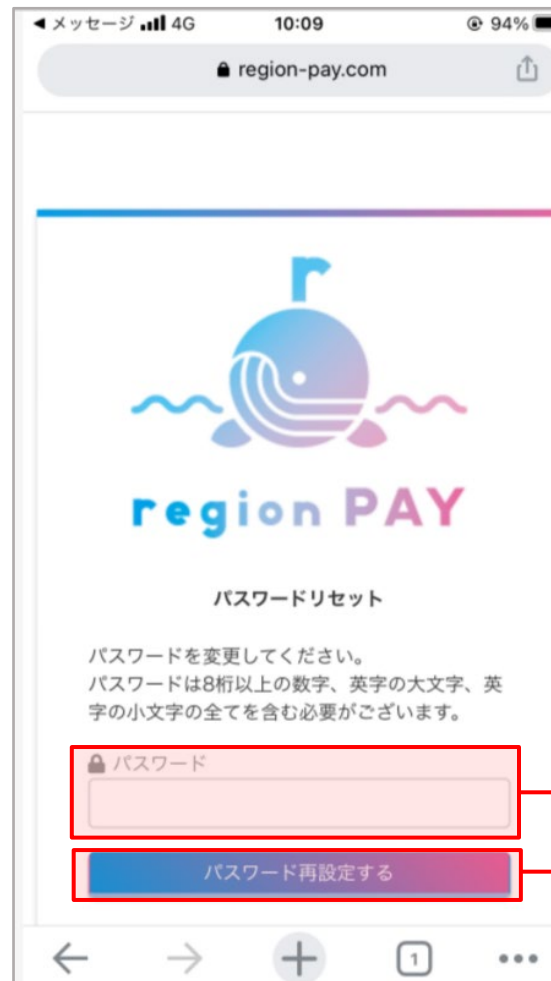 ◀ メッセージ 4G 10:09 94%
region-pay.com
r
region PAY
パスワードリセット
パスワードを変更してください。
パスワードは8桁以上の数字、英字の大文字、英
字の小文字の全てを含む必要がございます。
パスワード
パスワード再設定する
1